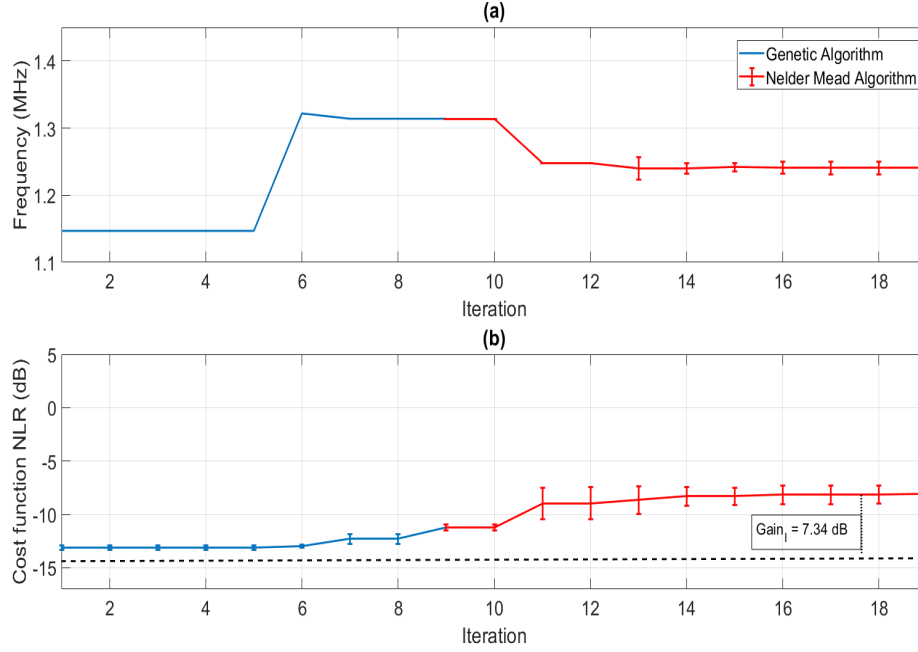 (a)
Frequency (MHz)
1.4
1.3
1.2
1.1
Genetic Algorithm
Nelder Mead Algorithm
2 4 6 8 10 12 14 16 18
Iteration
(b)
Cost function NLR (dB)
5
0
-5
-10
-15
Gain_I = 7.34 dB
2 4 6 8 10 12 14 16 18
Iteration